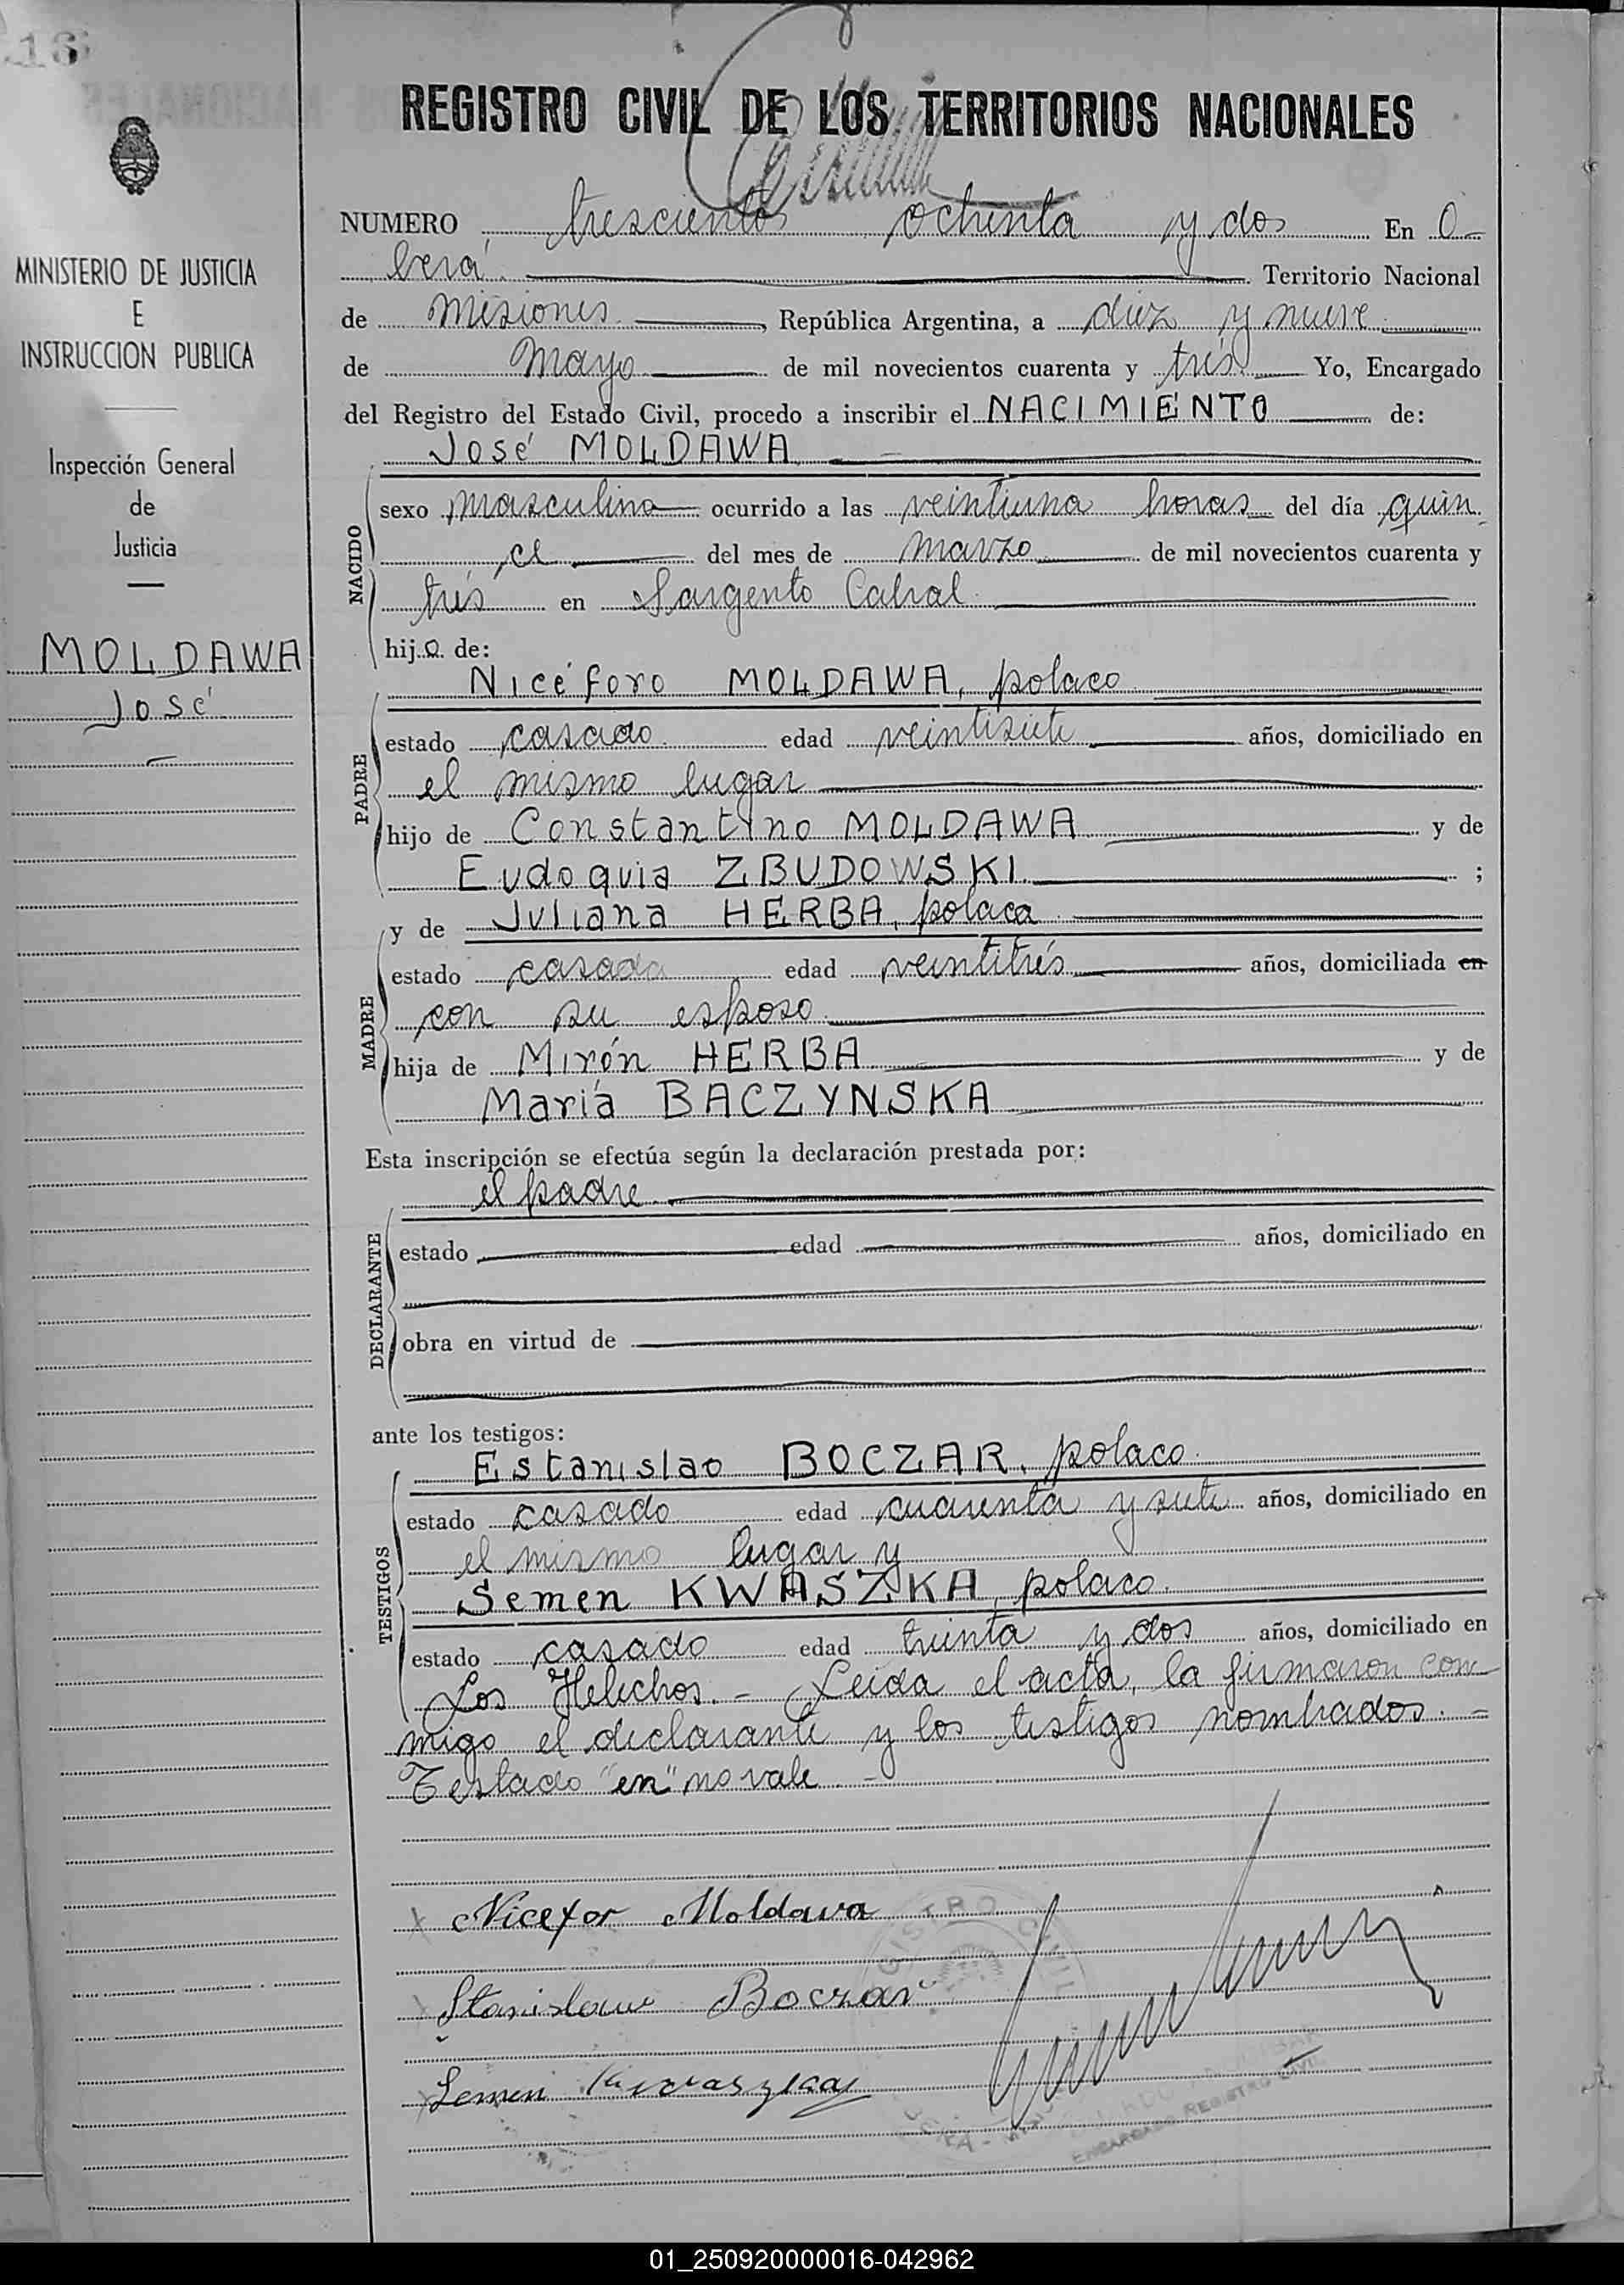 16
MINISTERIO DE JUSTICIA
E
INSTRUCCION PUBLICA
Inspección General
de
Justicia
MOLDAWA
José
REGISTRO CIVIL DE LOS TERRITORIOS NACIONALES
NUMERO trescientos ochenta y dos En O-
berá. Territorio Nacional
de Misiones, República Argentina, a diez y nueve
de Mayo de mil novecientos cuarenta y trés Yo, Encargado
del Registro del Estado Civil, procedo a inscribir el NACIMIENTO de:
José MOLDAWA
NACIDO
sexo masculino ocurrido a las veintiuna horas del día quin-
ce del mes de marzo de mil novecientos cuarenta y
trés en Sargento Cabral
hijo de:
PADRE
Nicéforo MOLDAWA, polaco
estado casado edad veintisiete años, domiciliado en
el mismo lugar
hijo de Constantino MOLDAWA y de
Eudoquia ZBUDOWSKI ;
MADRE
y de Juliana HERBA, polaca
estado casada edad veintitrés años, domiciliada en
con su esposo
hija de Mirón HERBA y de
María BACZYNSKA
Esta inscripción se efectúa según la declaración prestada por:
el padre.
DECLARANTE
estado edad años, domiciliado en
obra en virtud de
ante los testigos:
TESTIGOS
Estanislao BOCZAR, polaco.
estado casado edad cuarenta y siete años, domiciliado en
el mismo lugar y
Semen KWASZKA, polaco.
estado casado edad treinta y dos años, domiciliado en
Los Helechos. - Leida el acta, la firmaron con-
migo el declarante y los testigos nombrados. -
Testado "en" no vale. -
Nicefor Moldawa
Stanisław Boczar
Semen Kwaszka
REGISTRO CIVIL
ENCARGADO REGISTRO CIVIL
01_250920000016-042962